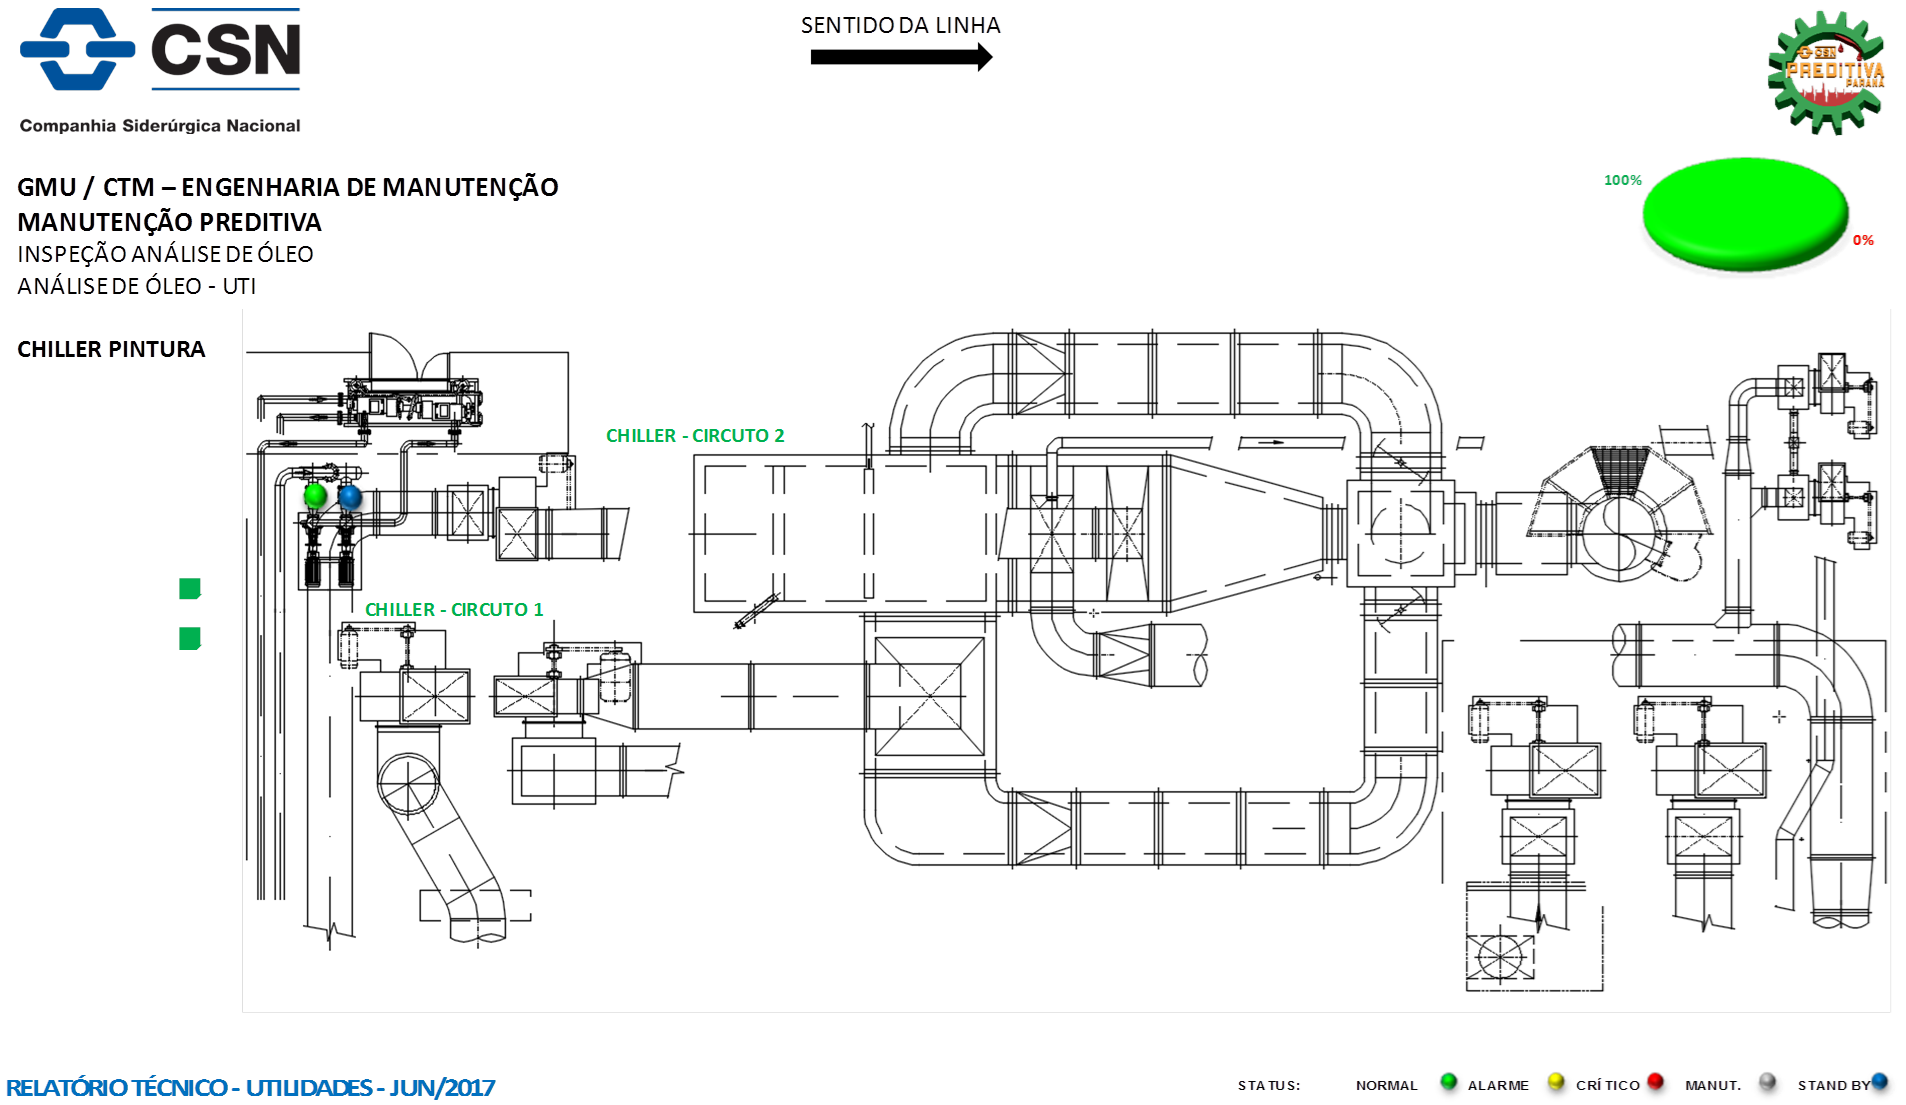 CSN
Companhia Siderúrgica Nacional
SENTIDO DA LINHA
CSN
PREDITIVA
PARANÁ
GMU / CTM – ENGENHARIA DE MANUTENÇÃO
MANUTENÇÃO PREDITIVA
INSPEÇÃO ANÁLISE DE ÓLEO
ANÁLISE DE ÓLEO - UTI
100%
0%
CHILLER PINTURA
CHILLER - CIRCUTO 2
CHILLER - CIRCUTO 1
RELATÓRIO TÉCNICO - UTILIDADES - JUN/2017
STATUS: NORMAL ALARME CRÍTICO MANUT. STAND BY